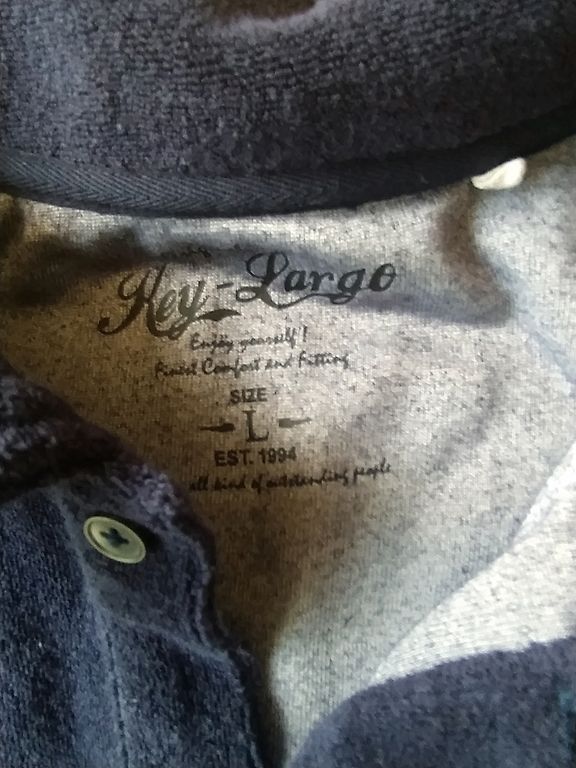 Key-Largo
Enjoy yourself!
Finest Comfort and Fitting
SIZE
L
EST. 1994
all kind of outstanding people